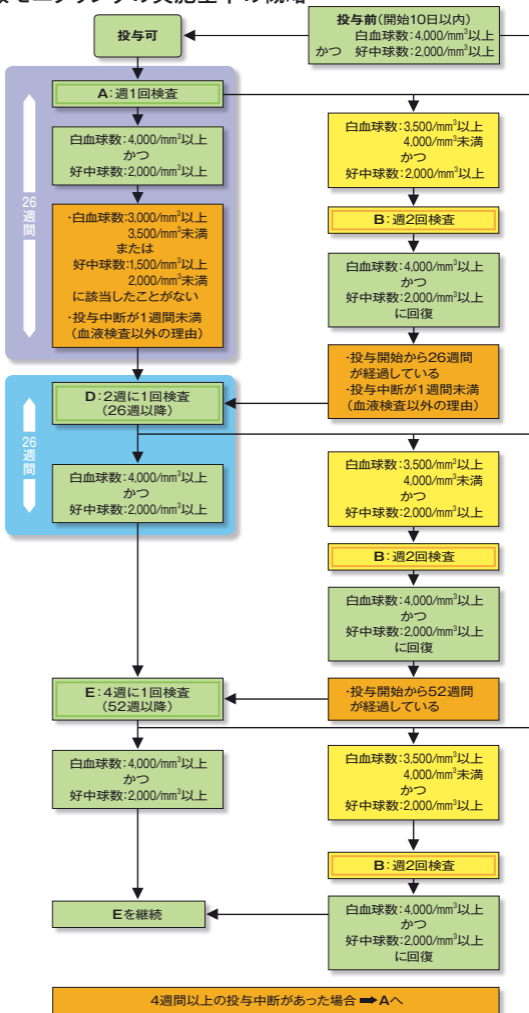 モニタリングの実施基準の概略
投与可
投与前(開始10日以内)
白血球数:4,000/mm³以上
かつ 好中球数:2,000/mm³以上
26週間
A:週1回検査
白血球数:4,000/mm³以上
かつ
好中球数:2,000/mm³以上
・白血球数:3,000/mm³以上
3,500/mm³未満
または
好中球数:1,500/mm³以上
2,000/mm³未満
に該当したことがない
・投与中断が1週間未満
(血液検査以外の理由)
白血球数:3,500/mm³以上
4,000/mm³未満
かつ
好中球数:2,000/mm³以上
B:週2回検査
白血球数:4,000/mm³以上
かつ
好中球数:2,000/mm³以上
に回復
・投与開始から26週間
が経過している
・投与中断が1週間未満
(血液検査以外の理由)
26週間
D:2週に1回検査
(26週以降)
白血球数:4,000/mm³以上
かつ
好中球数:2,000/mm³以上
白血球数:3,500/mm³以上
4,000/mm³未満
かつ
好中球数:2,000/mm³以上
B:週2回検査
白血球数:4,000/mm³以上
かつ
好中球数:2,000/mm³以上
に回復
・投与開始から52週間
が経過している
E:4週に1回検査
(52週以降)
白血球数:4,000/mm³以上
かつ
好中球数:2,000/mm³以上
白血球数:3,500/mm³以上
4,000/mm³未満
かつ
好中球数:2,000/mm³以上
B:週2回検査
白血球数:4,000/mm³以上
かつ
好中球数:2,000/mm³以上
に回復
Eを継続
4週間以上の投与中断があった場合➡Aへ